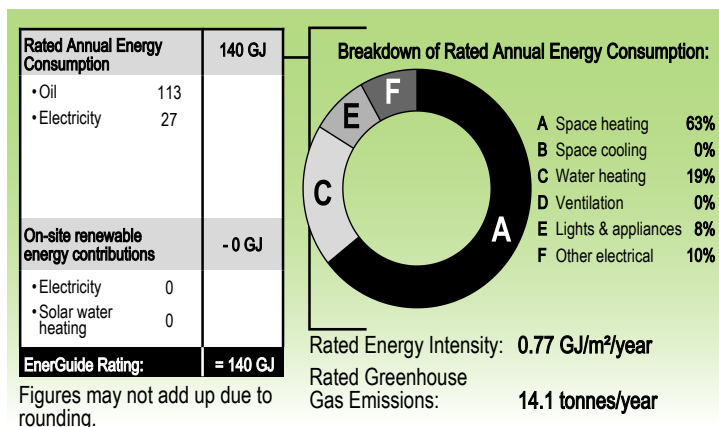 Rated Annual Energy
Consumption
140 GJ
• Oil 113
• Electricity 27
On-site renewable
energy contributions
- 0 GJ
• Electricity 0
• Solar water
heating 0
EnerGuide Rating: = 140 GJ
Figures may not add up due to
rounding.
Breakdown of Rated Annual Energy Consumption:
F
E
C
A
A Space heating 63%
B Space cooling 0%
C Water heating 19%
D Ventilation 0%
E Lights & appliances 8%
F Other electrical 10%
Rated Energy Intensity: 0.77 GJ/m²/year
Rated Greenhouse
Gas Emissions: 14.1 tonnes/year